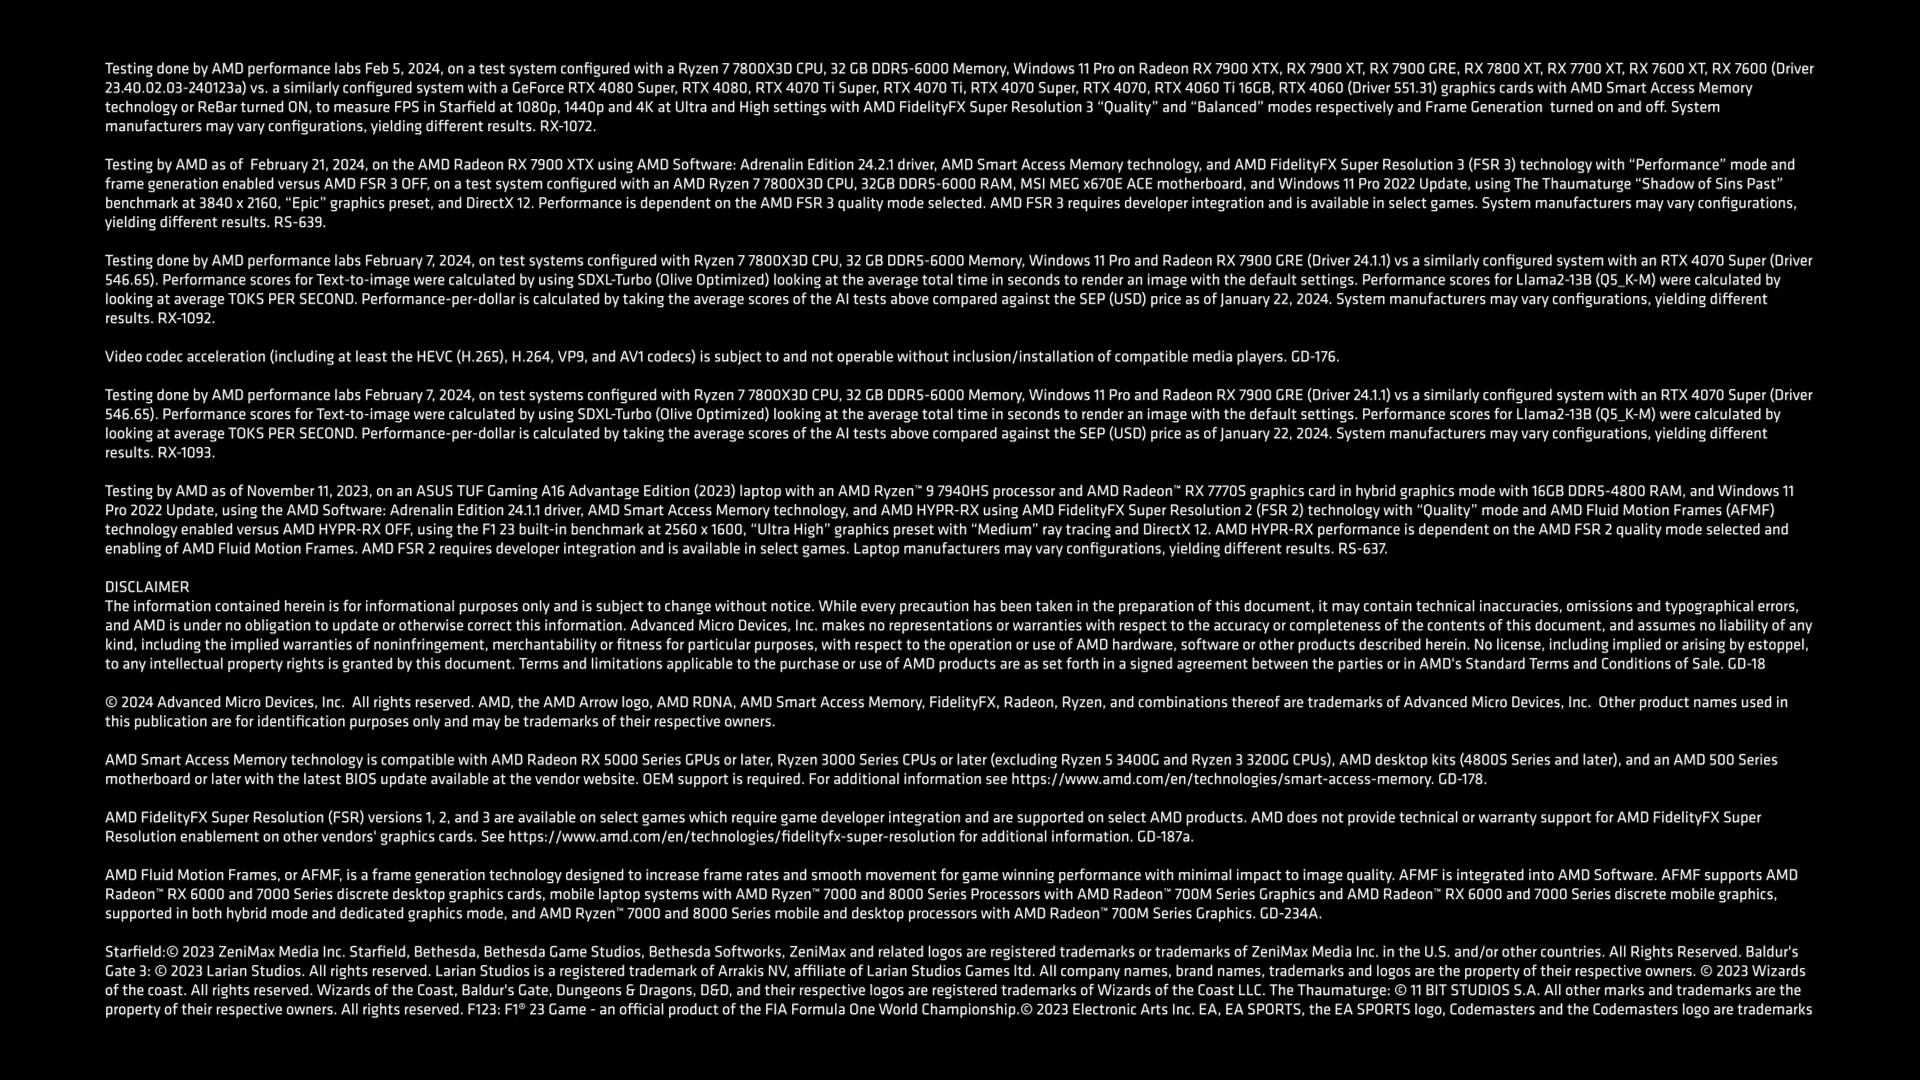 Testing done by AMD performance labs Feb 5, 2024, on a test system configured with a Ryzen 7 7800X3D CPU, 32 GB DDR5-6000 Memory, Windows 11 Pro on Radeon RX 7900 XTX, RX 7900 XT, RX 7900 GRE, RX 7800 XT, RX 7700 XT, RX 7600 XT, RX 7600 (Driver
23.40.02.03-240123a) vs. a similarly configured system with a GeForce RTX 4080 Super, RTX 4080, RTX 4070 Ti Super, RTX 4070 Ti, RTX 4070 Super, RTX 4070, RTX 4060 Ti 16GB, RTX 4060 (Driver 551.31) graphics cards with AMD Smart Access Memory
technology or ReBar turned ON, to measure FPS in Starfield at 1080p, 1440p and 4K at Ultra and High settings with AMD FidelityFX Super Resolution 3 “Quality” and “Balanced” modes respectively and Frame Generation  turned on and off. System
manufacturers may vary configurations, yielding different results. RX-1072.
Testing by AMD as of  February 21, 2024, on the AMD Radeon RX 7900 XTX using AMD Software: Adrenalin Edition 24.2.1 driver, AMD Smart Access Memory technology, and AMD FidelityFX Super Resolution 3 (FSR 3) technology with “Performance” mode and
frame generation enabled versus AMD FSR 3 OFF, on a test system configured with an AMD Ryzen 7 7800X3D CPU, 32GB DDR5-6000 RAM, MSI MEG x670E ACE motherboard, and Windows 11 Pro 2022 Update, using The Thaumaturge “Shadow of Sins Past”
benchmark at 3840 x 2160, “Epic” graphics preset, and DirectX 12. Performance is dependent on the AMD FSR 3 quality mode selected. AMD FSR 3 requires developer integration and is available in select games. System manufacturers may vary configurations,
yielding different results. RS-639.
Testing done by AMD performance labs February 7, 2024, on test systems configured with Ryzen 7 7800X3D CPU, 32 GB DDR5-6000 Memory, Windows 11 Pro and Radeon RX 7900 GRE (Driver 24.1.1) vs a similarly configured system with an RTX 4070 Super (Driver
546.65). Performance scores for Text-to-image were calculated by using SDXL-Turbo (Olive Optimized) looking at the average total time in seconds to render an image with the default settings. Performance scores for Llama2-13B (Q5_K-M) were calculated by
looking at average TOKS PER SECOND. Performance-per-dollar is calculated by taking the average scores of the AI tests above compared against the SEP (USD) price as of January 22, 2024. System manufacturers may vary configurations, yielding different
results. RX-1092.
Video codec acceleration (including at least the HEVC (H.265), H.264, VP9, and AV1 codecs) is subject to and not operable without inclusion/installation of compatible media players. GD-176.
Testing done by AMD performance labs February 7, 2024, on test systems configured with Ryzen 7 7800X3D CPU, 32 GB DDR5-6000 Memory, Windows 11 Pro and Radeon RX 7900 GRE (Driver 24.1.1) vs a similarly configured system with an RTX 4070 Super (Driver
546.65). Performance scores for Text-to-image were calculated by using SDXL-Turbo (Olive Optimized) looking at the average total time in seconds to render an image with the default settings. Performance scores for Llama2-13B (Q5_K-M) were calculated by
looking at average TOKS PER SECOND. Performance-per-dollar is calculated by taking the average scores of the AI tests above compared against the SEP (USD) price as of January 22, 2024. System manufacturers may vary configurations, yielding different
results. RX-1093.
Testing by AMD as of November 11, 2023, on an ASUS TUF Gaming A16 Advantage Edition (2023) laptop with an AMD Ryzen™ 9 7940HS processor and AMD Radeon™ RX 7770S graphics card in hybrid graphics mode with 16GB DDR5-4800 RAM, and Windows 11
Pro 2022 Update, using the AMD Software: Adrenalin Edition 24.1.1 driver, AMD Smart Access Memory technology, and AMD HYPR-RX using AMD FidelityFX Super Resolution 2 (FSR 2) technology with “Quality” mode and AMD Fluid Motion Frames (AFMF)
technology enabled versus AMD HYPR-RX OFF, using the F1 23 built-in benchmark at 2560 x 1600, “Ultra High” graphics preset with “Medium” ray tracing and DirectX 12. AMD HYPR-RX performance is dependent on the AMD FSR 2 quality mode selected and
enabling of AMD Fluid Motion Frames. AMD FSR 2 requires developer integration and is available in select games. Laptop manufacturers may vary configurations, yielding different results. RS-637.
DISCLAIMER
The information contained herein is for informational purposes only and is subject to change without notice. While every precaution has been taken in the preparation of this document, it may contain technical inaccuracies, omissions and typographical errors,
and AMD is under no obligation to update or otherwise correct this information. Advanced Micro Devices, Inc. makes no representations or warranties with respect to the accuracy or completeness of the contents of this document, and assumes no liability of any
kind, including the implied warranties of noninfringement, merchantability or fitness for particular purposes, with respect to the operation or use of AMD hardware, software or other products described herein. No license, including implied or arising by estoppel,
to any intellectual property rights is granted by this document. Terms and limitations applicable to the purchase or use of AMD products are as set forth in a signed agreement between the parties or in AMD's Standard Terms and Conditions of Sale. GD-18
© 2024 Advanced Micro Devices, Inc.  All rights reserved. AMD, the AMD Arrow logo, AMD RDNA, AMD Smart Access Memory, FidelityFX, Radeon, Ryzen, and combinations thereof are trademarks of Advanced Micro Devices, Inc.  Other product names used in
this publication are for identification purposes only and may be trademarks of their respective owners.
AMD Smart Access Memory technology is compatible with AMD Radeon RX 5000 Series GPUs or later, Ryzen 3000 Series CPUs or later (excluding Ryzen 5 3400G and Ryzen 3 3200G CPUs), AMD desktop kits (4800S Series and later), and an AMD 500 Series
motherboard or later with the latest BIOS update available at the vendor website. OEM support is required. For additional information see https://www.amd.com/en/technologies/smart-access-memory. GD-178.
AMD FidelityFX Super Resolution (FSR) versions 1, 2, and 3 are available on select games which require game developer integration and are supported on select AMD products. AMD does not provide technical or warranty support for AMD FidelityFX Super
Resolution enablement on other vendors' graphics cards. See https://www.amd.com/en/technologies/fidelityfx-super-resolution for additional information. GD-187a.
AMD Fluid Motion Frames, or AFMF, is a frame generation technology designed to increase frame rates and smooth movement for game winning performance with minimal impact to image quality. AFMF is integrated into AMD Software. AFMF supports AMD
Radeon™ RX 6000 and 7000 Series discrete desktop graphics cards, mobile laptop systems with AMD Ryzen™ 7000 and 8000 Series Processors with AMD Radeon™ 700M Series Graphics and AMD Radeon™ RX 6000 and 7000 Series discrete mobile graphics,
supported in both hybrid mode and dedicated graphics mode, and AMD Ryzen™ 7000 and 8000 Series mobile and desktop processors with AMD Radeon™ 700M Series Graphics. GD-234A.
Starfield:© 2023 ZeniMax Media Inc. Starfield, Bethesda, Bethesda Game Studios, Bethesda Softworks, ZeniMax and related logos are registered trademarks or trademarks of ZeniMax Media Inc. in the U.S. and/or other countries. All Rights Reserved. Baldur's
Gate 3: © 2023 Larian Studios. All rights reserved. Larian Studios is a registered trademark of Arrakis NV, affiliate of Larian Studios Games ltd. All company names, brand names, trademarks and logos are the property of their respective owners. © 2023 Wizards
of the coast. All rights reserved. Wizards of the Coast, Baldur's Gate, Dungeons & Dragons, D&D, and their respective logos are registered trademarks of Wizards of the Coast LLC. The Thaumaturge: © 11 BIT STUDIOS S.A. All other marks and trademarks are the
property of their respective owners. All rights reserved. F123: F1® 23 Game - an official product of the FIA Formula One World Championship.© 2023 Electronic Arts Inc. EA, EA SPORTS, the EA SPORTS logo, Codemasters and the Codemasters logo are trademarks